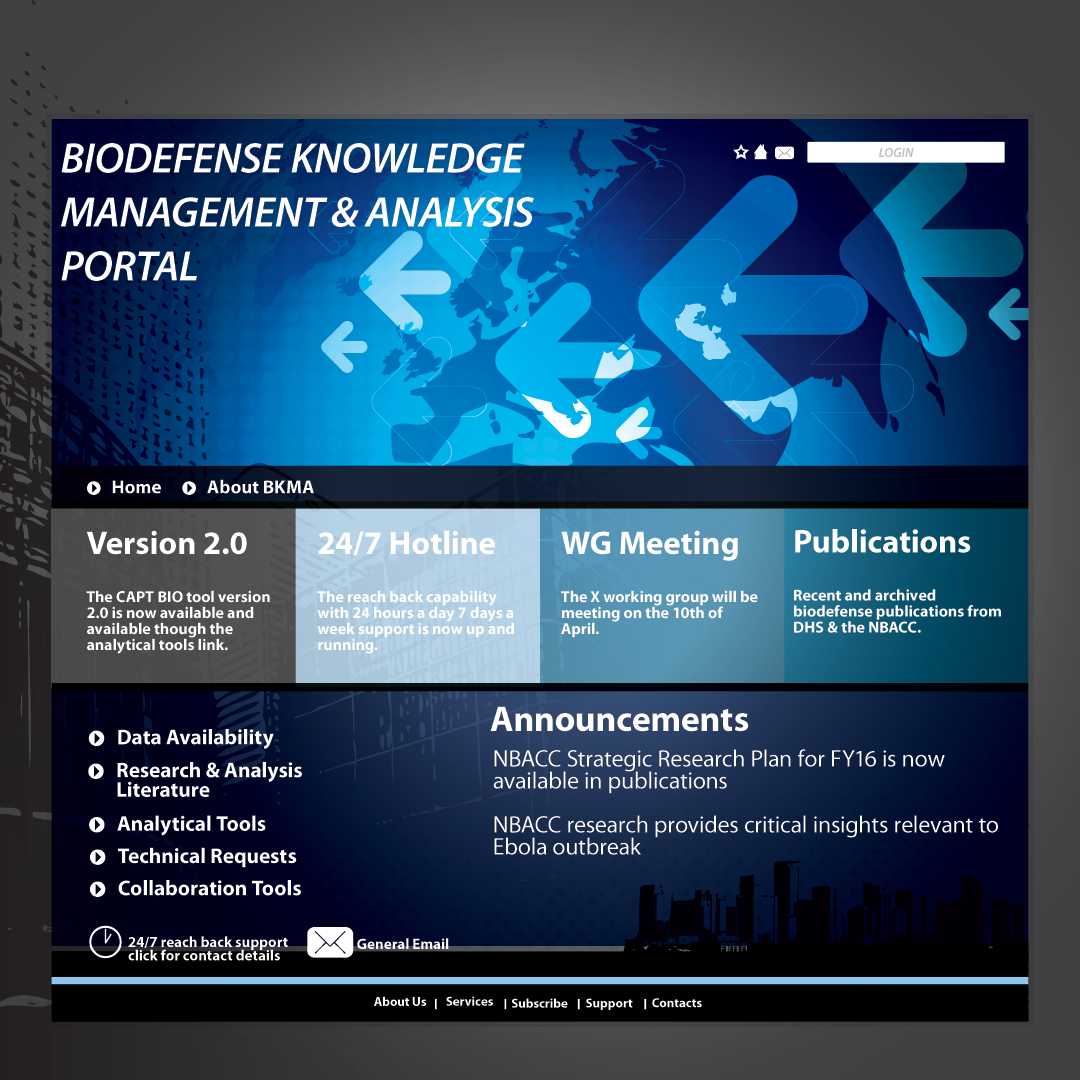 BIODEFENSE KNOWLEDGE
MANAGEMENT & ANALYSIS
PORTAL
LOGIN
Home
About BKMA
Version 2.0
The CAPT BIO tool version
2.0 is now available and
available though the
analytical tools link.
24/7 Hotline
The reach back capability
with 24 hours a day 7 days a
week support is now up and
running.
WG Meeting
The X working group will be
meeting on the 10th of
April.
Publications
Recent and archived
biodefense publications from
DHS & the NBACC.
Data Availability
Research & Analysis
Literature
Analytical Tools
Technical Requests
Collaboration Tools
Announcements
NBACC Strategic Research Plan for FY16 is now
available in publications
NBACC research provides critical insights relevant to
Ebola outbreak
24/7 reach back support
click for contact details
General Email
About Us | Services | Subscribe | Support | Contacts